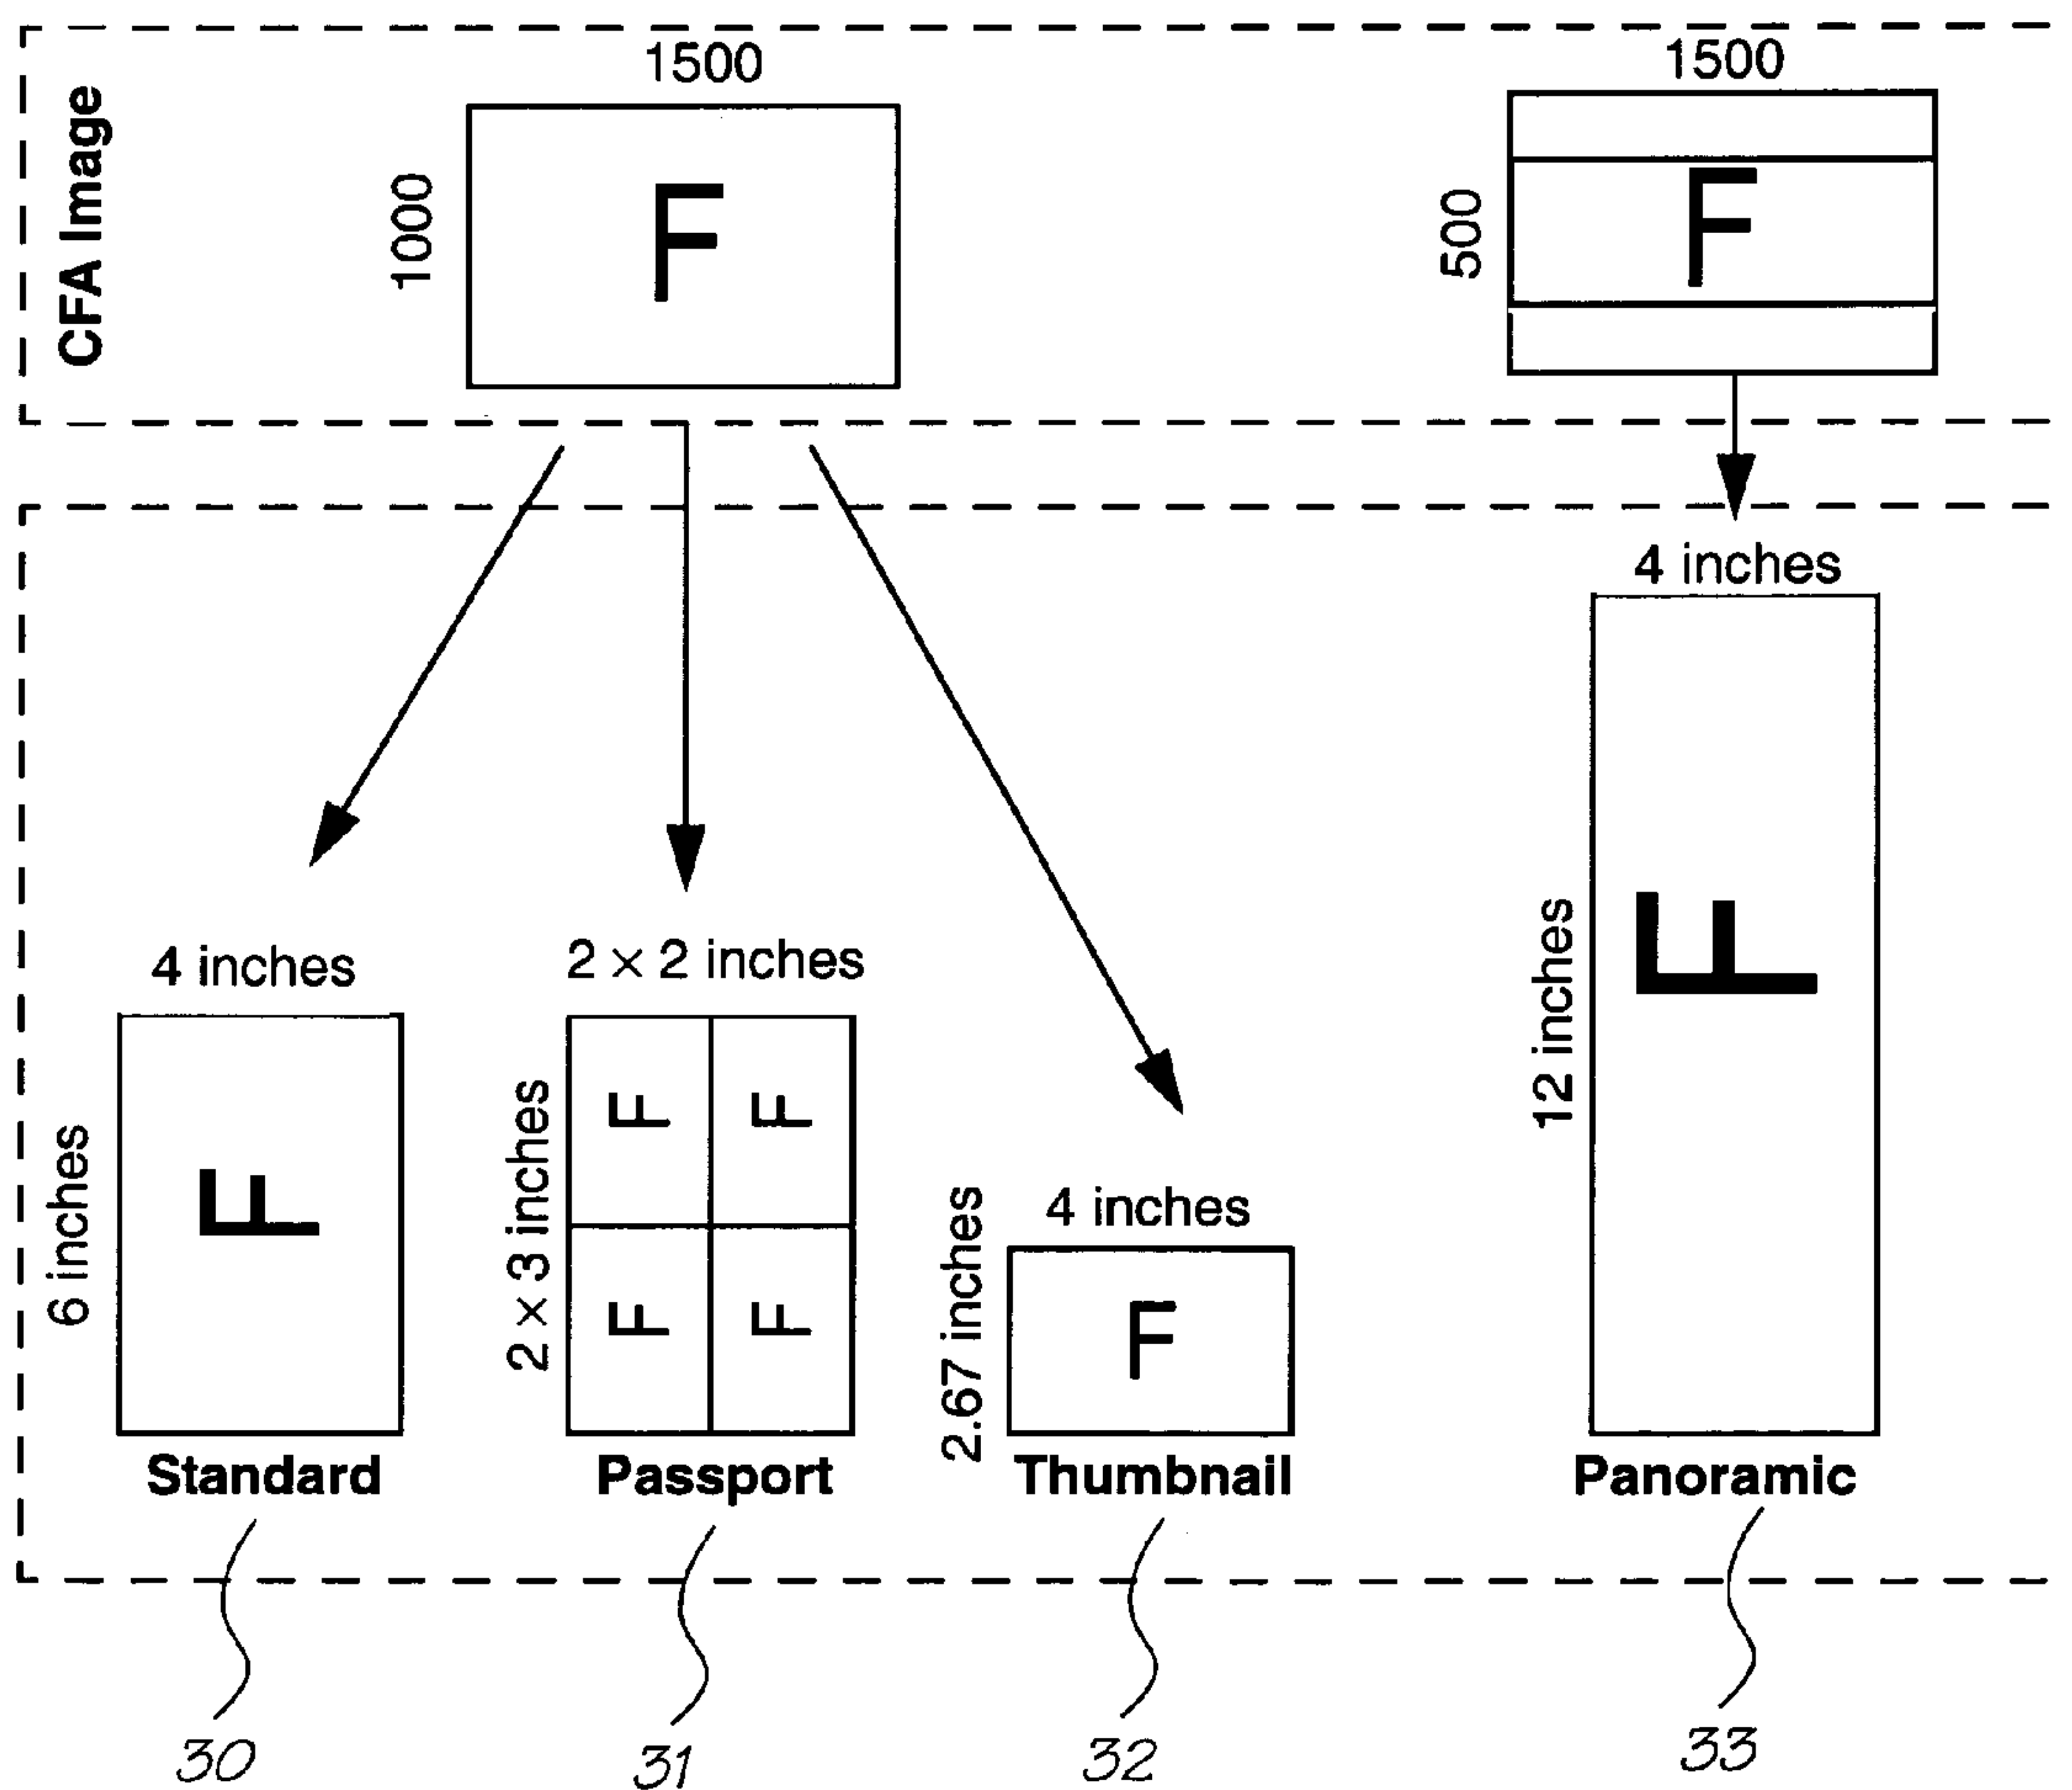 CFA Image
1500
1000
F
1500
500
F
4 inches
6 inches
F
Standard
30
2 × 2 inches
2 × 3 inches
F F
F F
Passport
31
4 inches
2.67 inches
F
Thumbnail
32
4 inches
12 inches
F
Panoramic
33